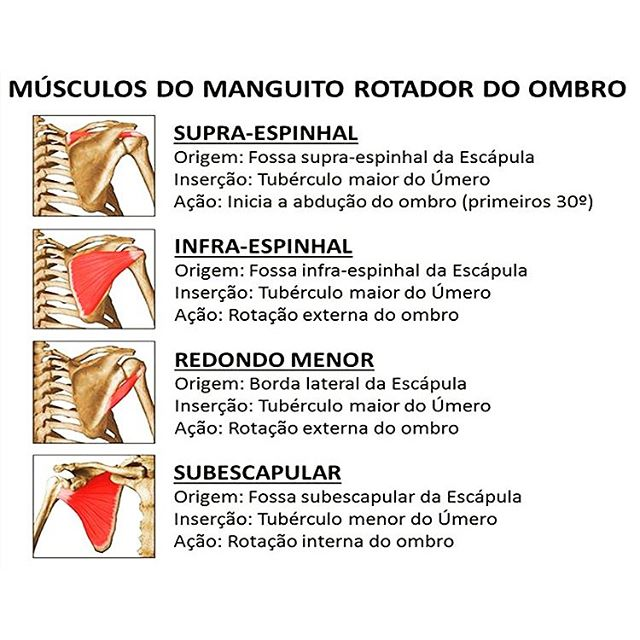 MÚSCULOS DO MANGUITO ROTADOR DO OMBRO
SUPRA-ESPINHAL
Origem: Fossa supra-espinhal da Escápula
Inserção: Tubérculo maior do Úmero
Ação: Inicia a abdução do ombro (primeiros 30º)
INFRA-ESPINHAL
Origem: Fossa infra-espinhal da Escápula
Inserção: Tubérculo maior do Úmero
Ação: Rotação externa do ombro
REDONDO MENOR
Origem: Borda lateral da Escápula
Inserção: Tubérculo maior do Úmero
Ação: Rotação externa do ombro
SUBESCAPULAR
Origem: Fossa subescapular da Escápula
Inserção: Tubérculo menor do Úmero
Ação: Rotação interna do ombro